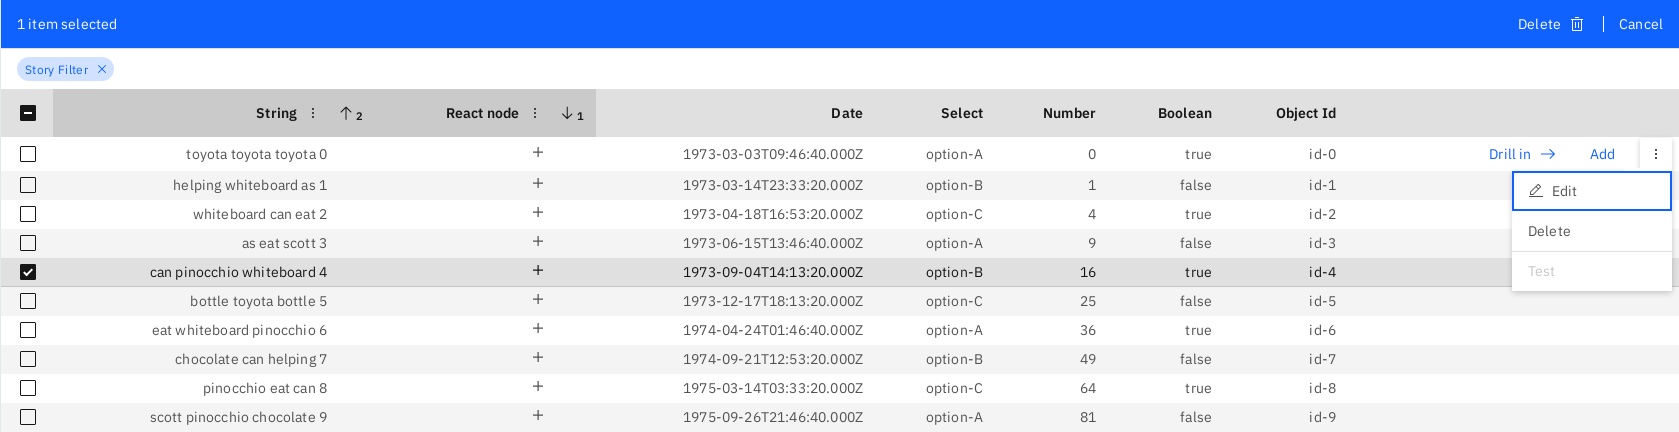 1 item selected Delete Cancel
Story Filter
String 2 React node 1 Date Select Number Boolean Object Id
toyota toyota toyota 0 + 1973-03-03T09:46:40.000Z option-A 0 true id-0 Drill in → Add
helping whiteboard as 1 + 1973-03-14T23:33:20.000Z option-B 1 false id-1
Edit
whiteboard can eat 2 + 1973-04-18T16:53:20.000Z option-C 4 true id-2
Delete
as eat scott 3 + 1973-06-15T13:46:40.000Z option-A 9 false id-3
can pinocchio whiteboard 4 + 1973-09-04T14:13:20.000Z option-B 16 true id-4
Test
bottle toyota bottle 5 + 1973-12-17T18:13:20.000Z option-C 25 false id-5
eat whiteboard pinocchio 6 + 1974-04-24T01:46:40.000Z option-A 36 true id-6
chocolate can helping 7 + 1974-09-21T12:53:20.000Z option-B 49 false id-7
pinocchio eat can 8 + 1975-03-14T03:33:20.000Z option-C 64 true id-8
scott pinocchio chocolate 9 + 1975-09-26T21:46:40.000Z option-A 81 false id-9